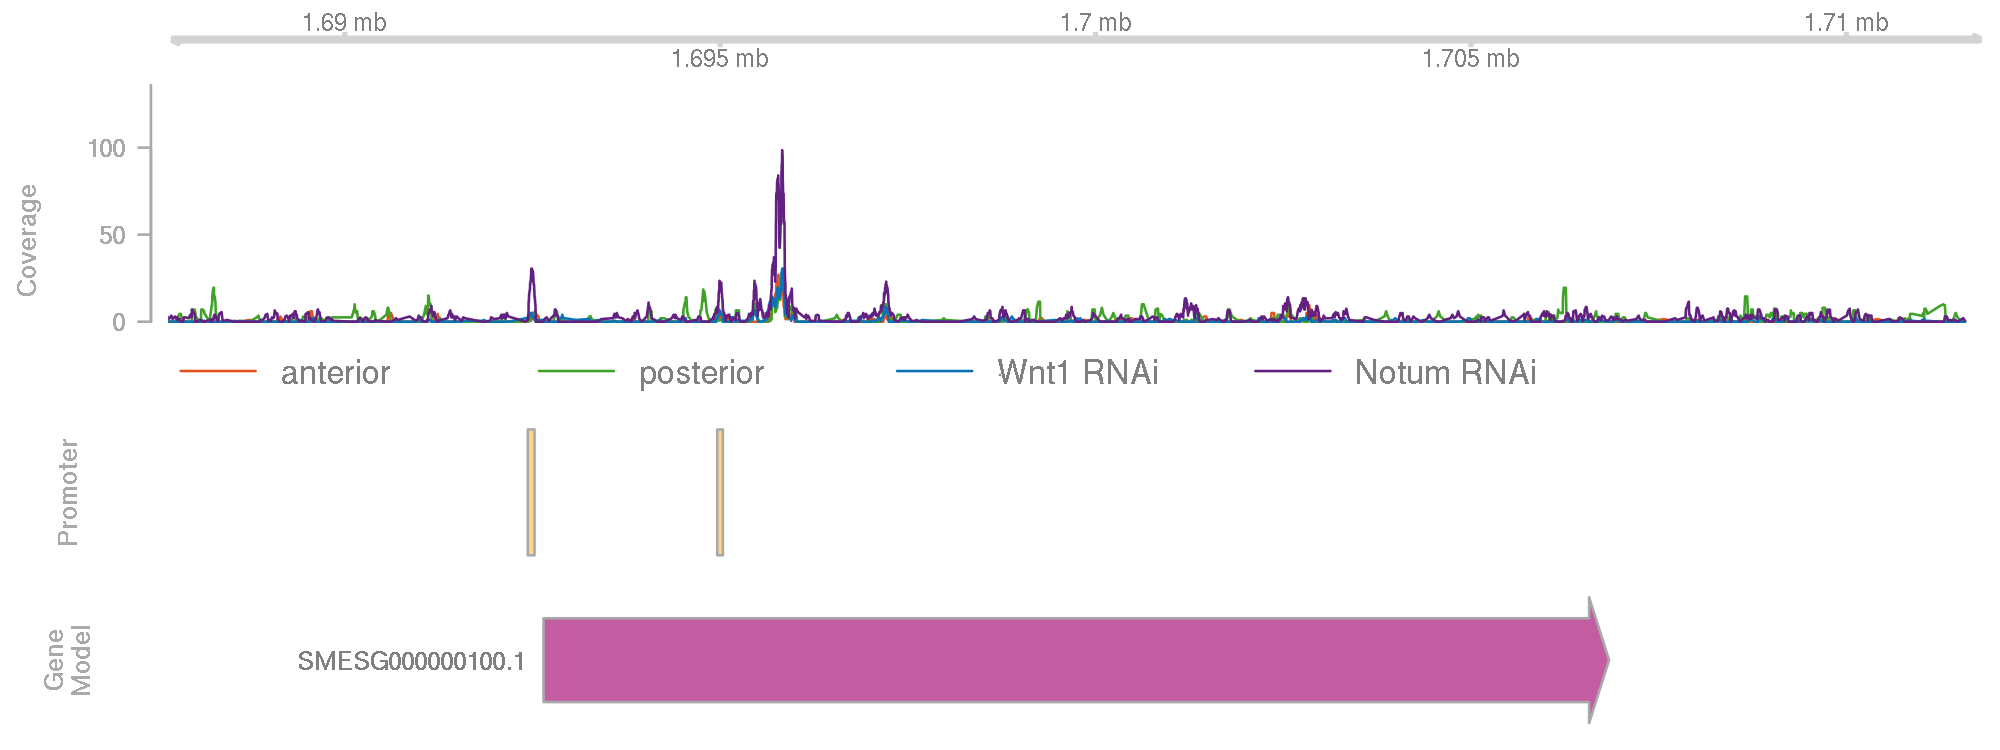 1.69 mb 1.7 mb 1.71 mb
1.695 mb 1.705 mb
Coverage
100
50
0
anterior posterior Wnt1 RNAi Notum RNAi
Promoter
Gene
Model
SMESG000000100.1